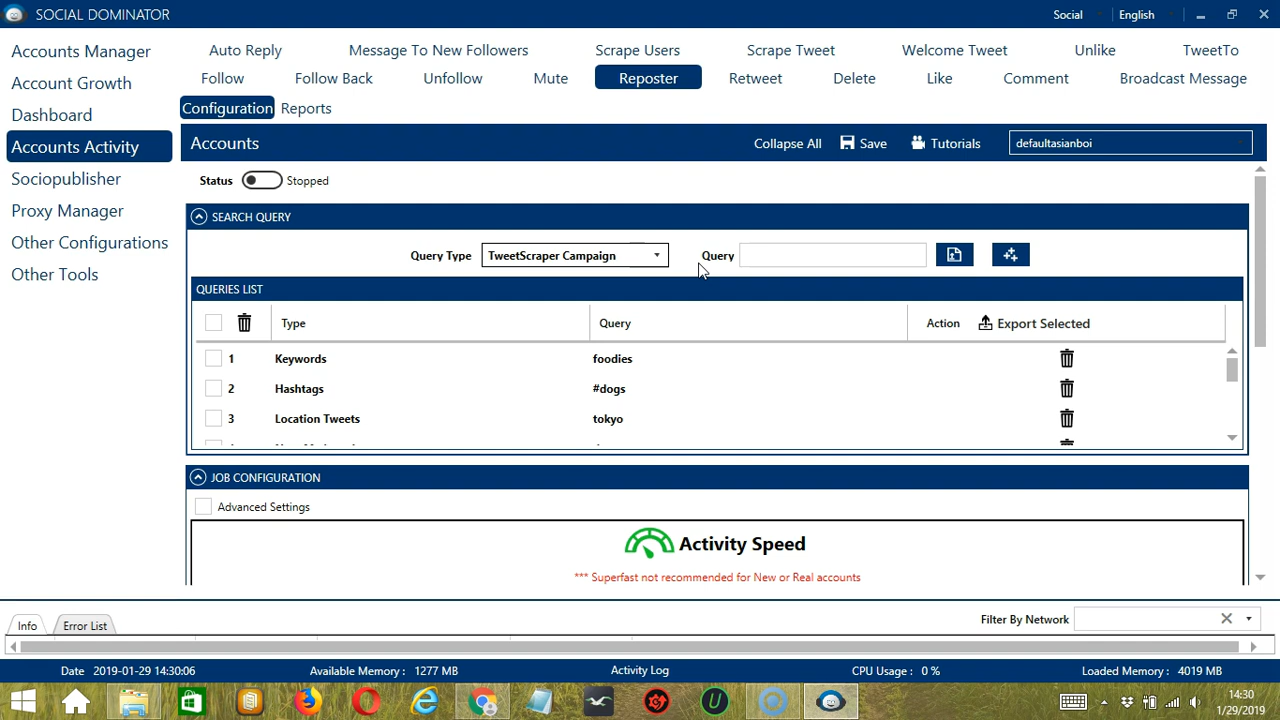 SOCIAL DOMINATOR
Social
English
Accounts Manager
Account Growth
Dashboard
Accounts Activity
Sociopublisher
Proxy Manager
Other Configurations
Other Tools
Auto Reply Message To New Followers Scrape Users Scrape Tweet Welcome Tweet Unlike TweetTo
Follow Follow Back Unfollow Mute Reposter Retweet Delete Like Comment Broadcast Message
Configuration Reports
Accounts Collapse All Save Tutorials defaultasianboi
Status Stopped
SEARCH QUERY
Query Type TweetScraper Campaign Query
QUERIES LIST
Type Query Action Export Selected
1 Keywords foodies
2 Hashtags #dogs
3 Location Tweets tokyo
JOB CONFIGURATION
Advanced Settings
Activity Speed
*** Superfast not recommended for New or Real accounts
Info Error List Filter By Network
Date 2019-01-29 14:30:06 Available Memory : 1277 MB Activity Log CPU Usage : 0 % Loaded Memory : 4019 MB
14:30
1/29/2019